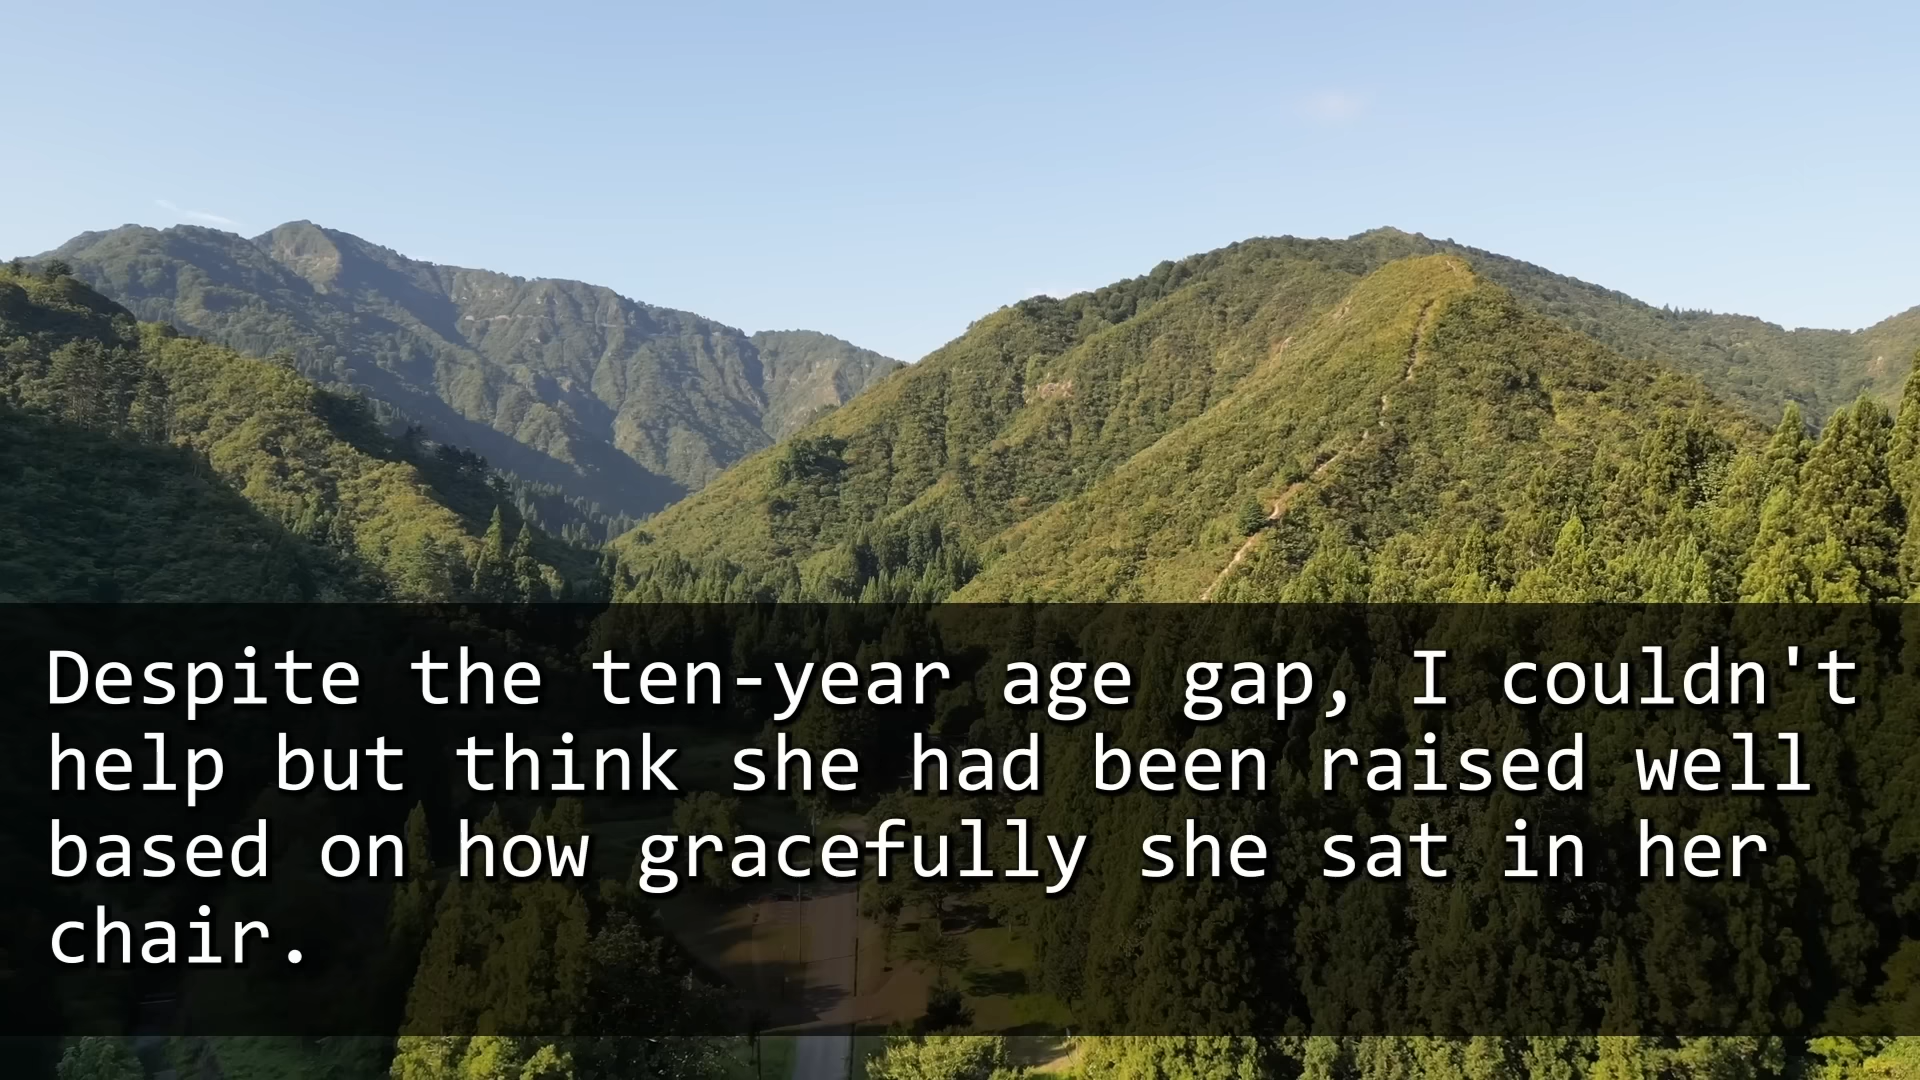 Despite the ten-year age gap, I couldn't
help but think she had been raised well
based on how gracefully she sat in her
chair.